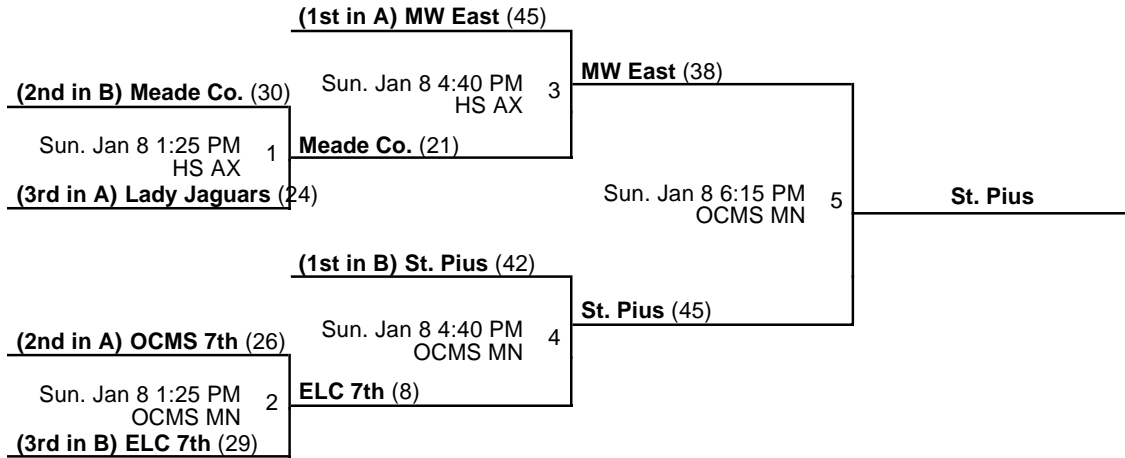 (1st in A) MW East (45)
Sun. Jan 8 4:40 PM
HS AX
3
MW East (38)
(2nd in B) Meade Co. (30)
Sun. Jan 8 1:25 PM
HS AX
1
Meade Co. (21)
(3rd in A) Lady Jaguars (24)
Sun. Jan 8 6:15 PM
OCMS MN
5
St. Pius
(1st in B) St. Pius (42)
Sun. Jan 8 4:40 PM
OCMS MN
4
St. Pius (45)
(2nd in A) OCMS 7th (26)
Sun. Jan 8 1:25 PM
OCMS MN
2
ELC 7th (8)
(3rd in B) ELC 7th (29)